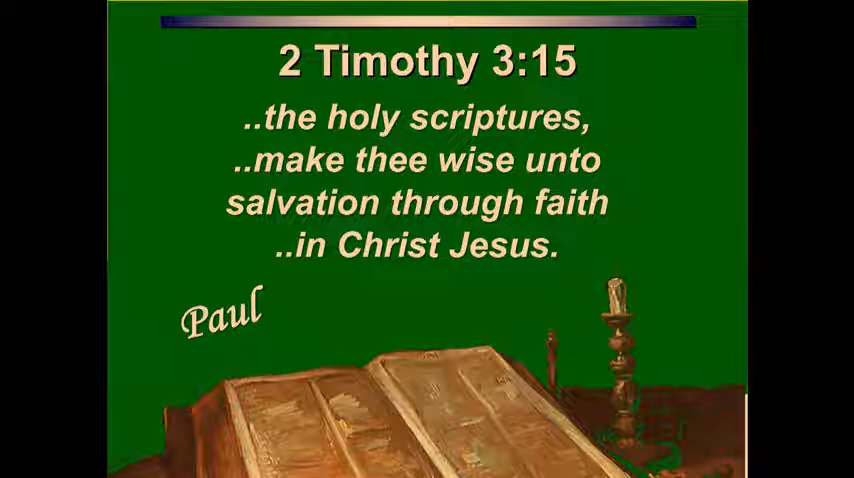 2 Timothy 3:15
..the holy scriptures,
..make thee wise unto
salvation through faith
..in Christ Jesus.
Paul